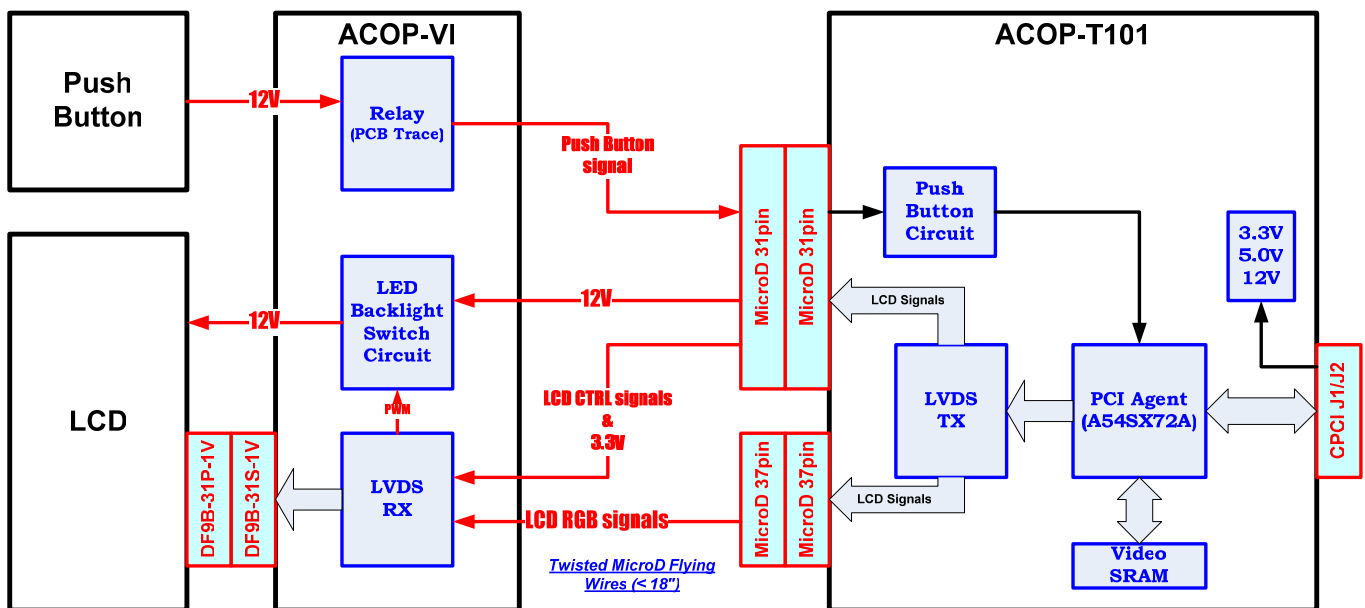 Push
Button
ACOP-VI
ACOP-T101
12V
Relay
(PCB Trace)
Push Button
signal
MicroD 31pin
MicroD 31pin
Push
Button
Circuit
3.3V
5.0V
12V
LCD
12V
LED
Backlight
Switch
Circuit
12V
LCD Signals
PWM
LCD CTRL signals
&
3.3V
LVDS
TX
PCI Agent
(A54SX72A)
CPCI J1/J2
DF9B-31P-1V
DF9B-31S-1V
LVDS
RX
LCD RGB signals
MicroD 37pin
MicroD 37pin
LCD Signals
Twisted MicroD Flying
Wires (< 18")
Video
SRAM